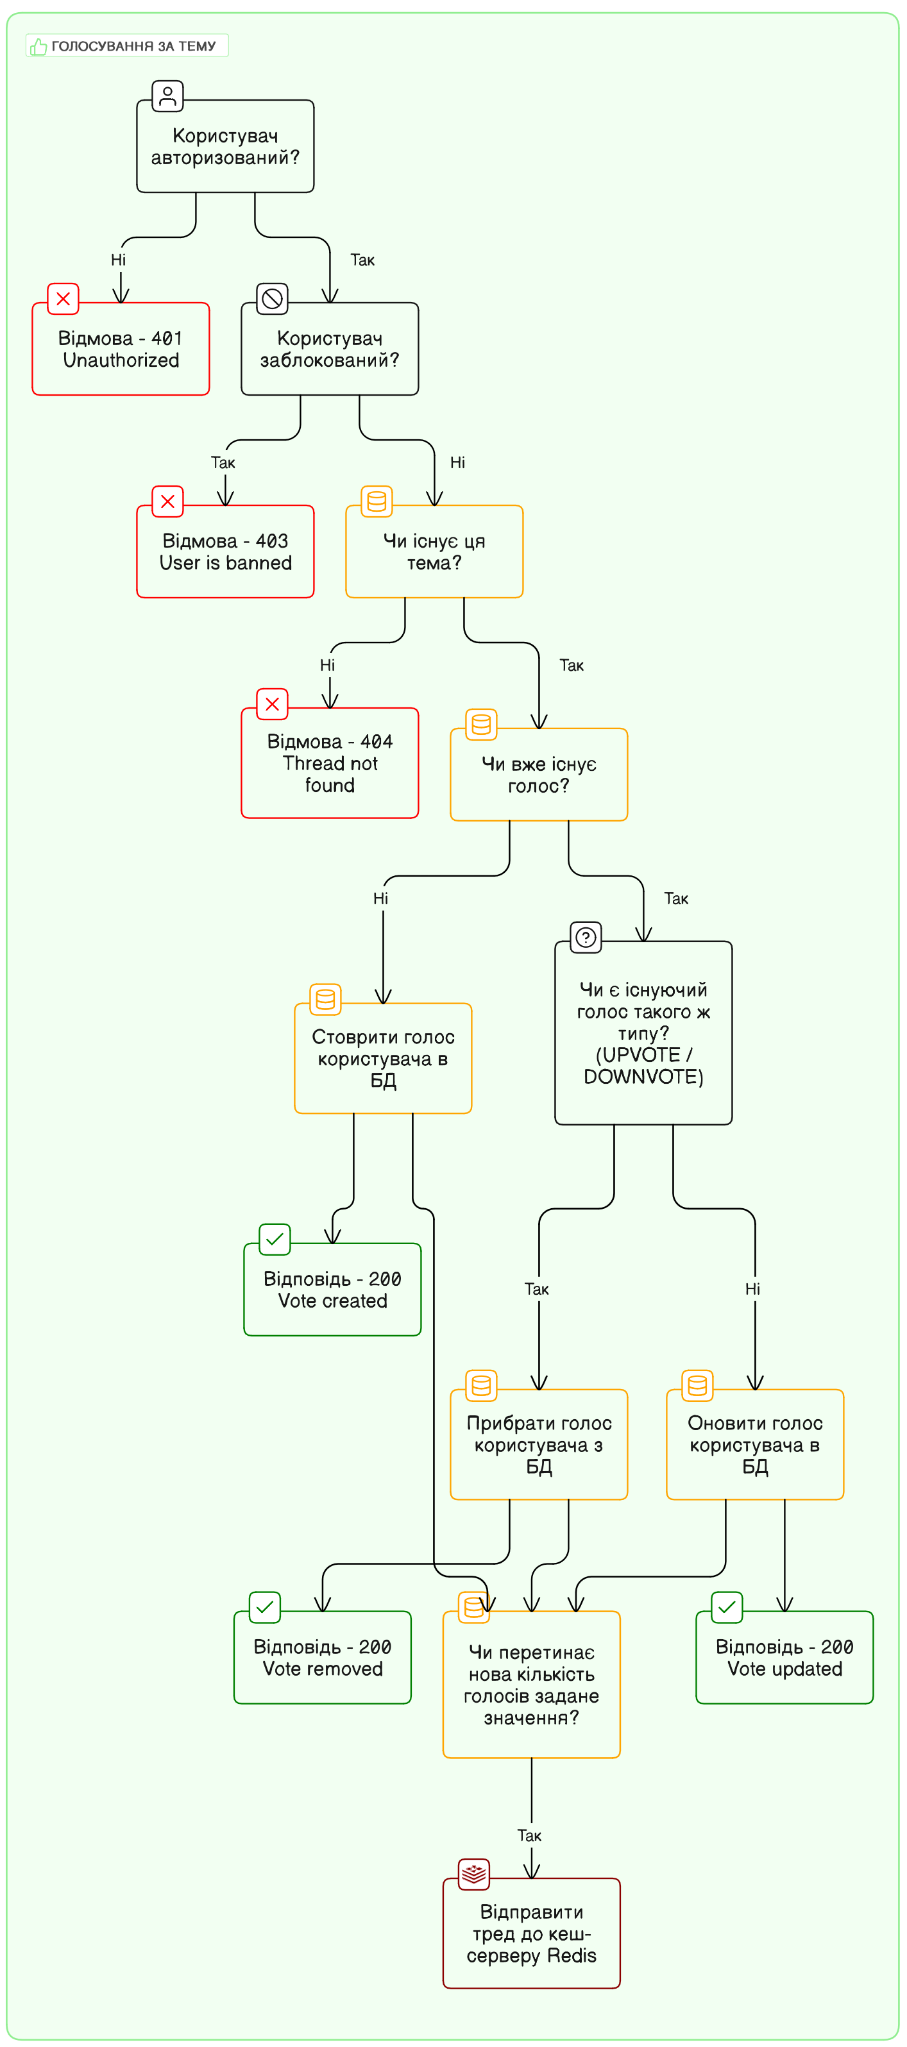 ГОЛОСУВАННЯ ЗА ТЕМУ
Користувач
авторизований?
Ні
Так
Відмова - 401
Unauthorized
Користувач
заблокований?
Так
Ні
Відмова - 403
User is banned
Чи існує ця
тема?
Ні
Так
Відмова - 404
Thread not
found
Чи вже існує
голос?
Ні
Так
Чи є існуючий
голос такого ж
типу?
(UPVOTE /
DOWNVOTE)
Стоврити голос
користувача в
БД
Відповідь - 200
Vote created
Так
Ні
Прибрати голос
користувача з
БД
Оновити голос
користувача в
БД
Відповідь - 200
Vote removed
Чи перетинає
нова кількість
голосів задане
значення?
Відповідь - 200
Vote updated
Так
Відправити
тред до кеш-
серверу Redis